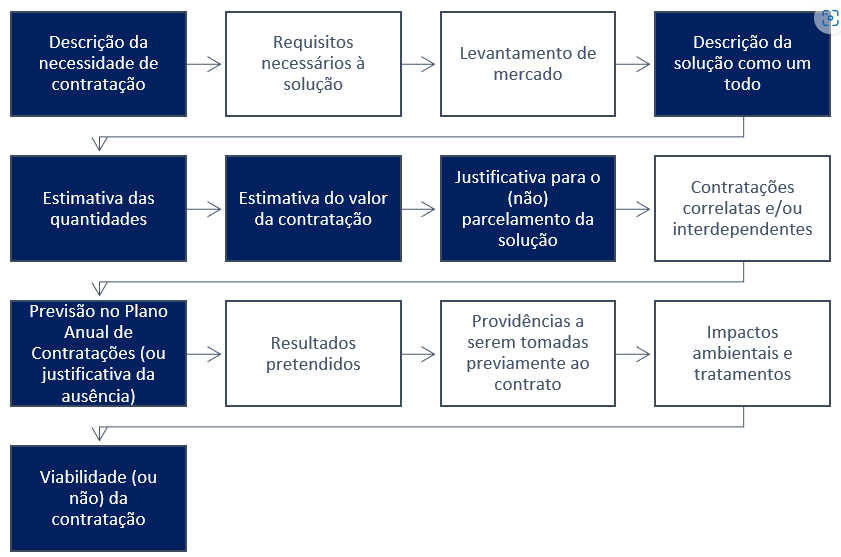 Descrição da
necessidade de
contratação
Requisitos
necessários à
solução
Levantamento de
mercado
Descrição da
solução como um
todo
Estimativa das
quantidades
Estimativa do valor
da contratação
Justificativa para o
(não)
parcelamento da
solução
Contratações
correlatas e/ou
interdependentes
Previsão no Plano
Anual de
Contratações (ou
justificativa da
ausência)
Resultados
pretendidos
Providências a
serem tomadas
previamente ao
contrato
Impactos
ambientais e
tratamentos
Viabilidade (ou
não) da
contratação